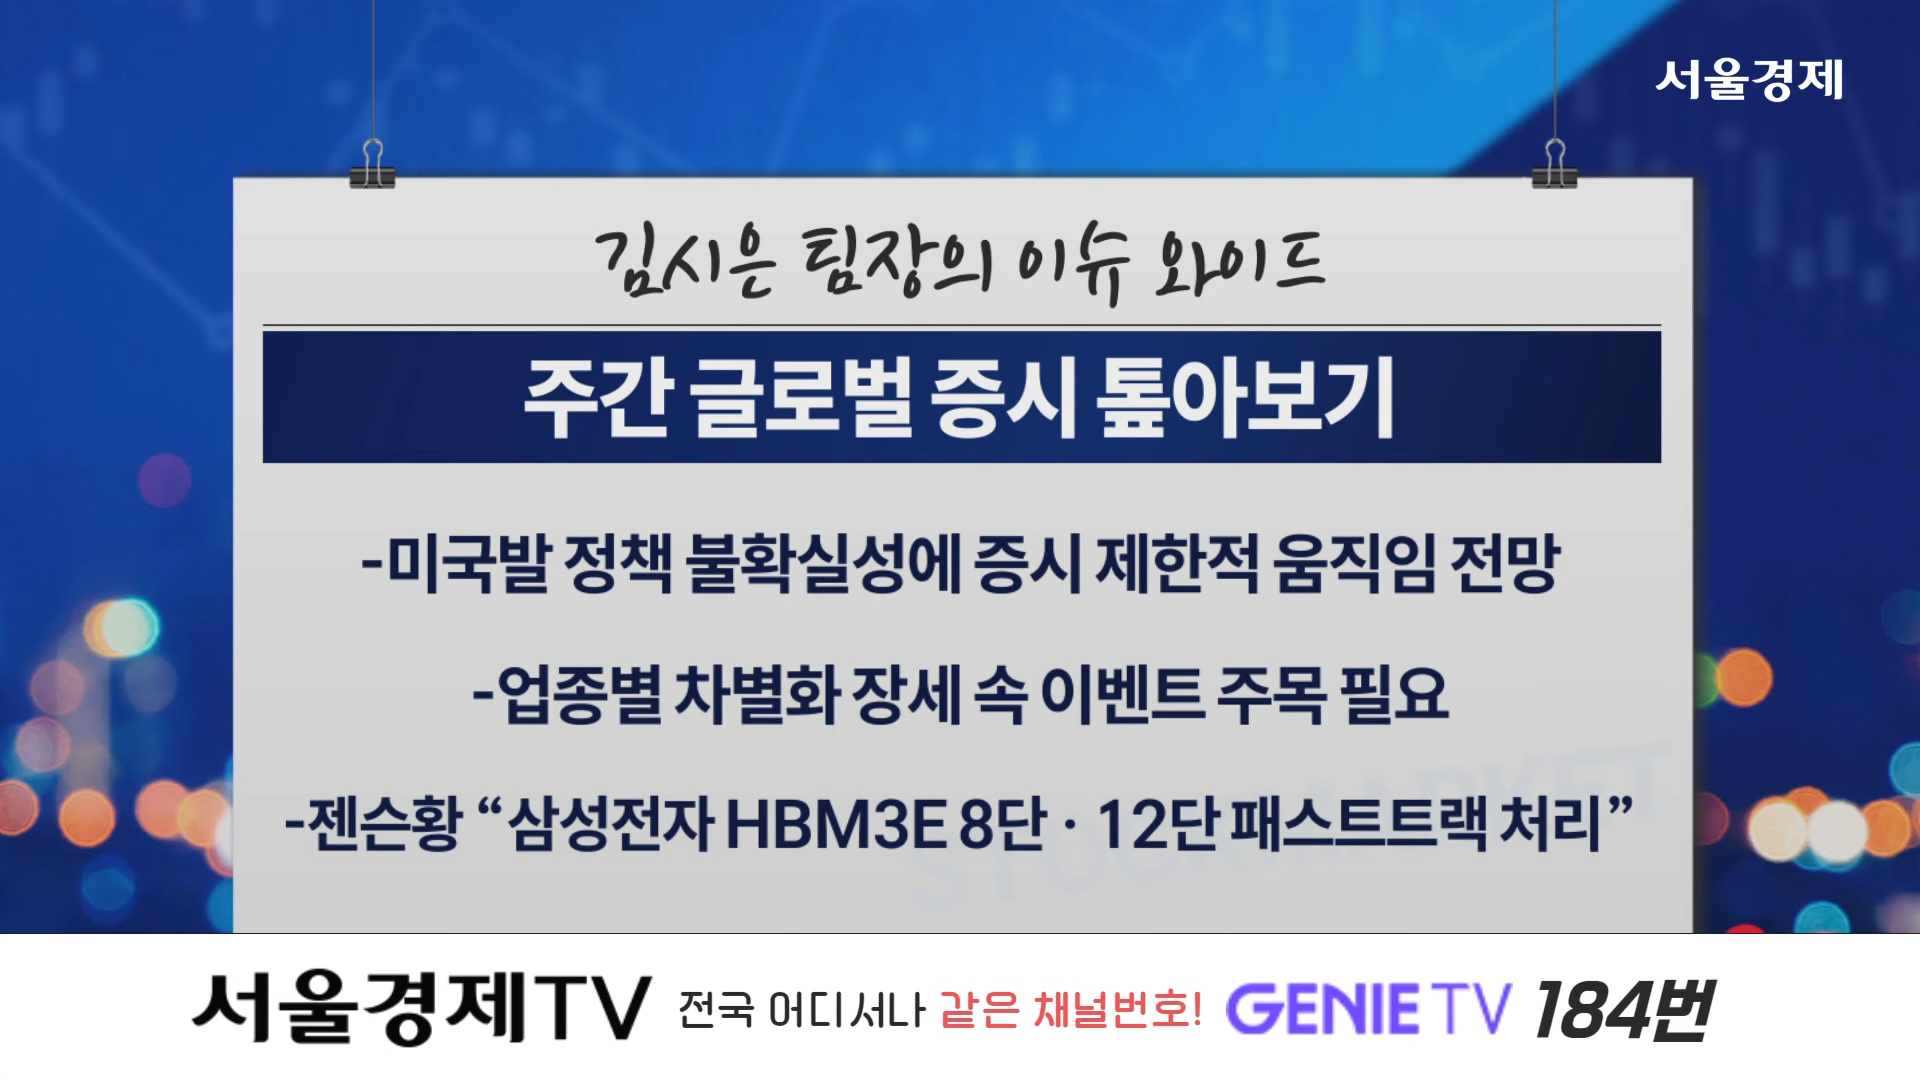 서울경제
김시은 팀장의 이슈 와이드
주간 글로벌 증시 톺아보기
-미국발 정책 불확실성에 증시 제한적 움직임 전망
-업종별 차별화 장세 속 이벤트 주목 필요
-젠슨황 “삼성전자 HBM3E 8단 · 12단 패스트트랙 처리”
STOCK MARKET
서울경제TV 전국 어디서나 같은 채널번호! GENIE TV 184번